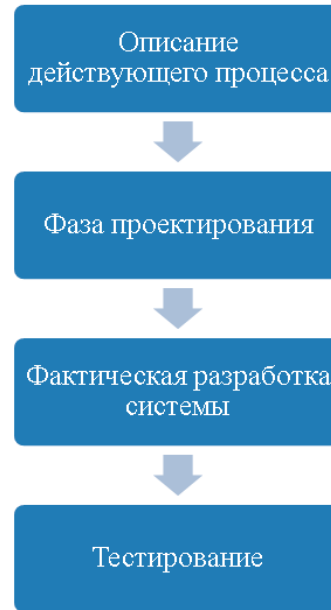 Описание
действующего процесса
Фаза проектирования
Фактическая разработка
системы
Тестирование